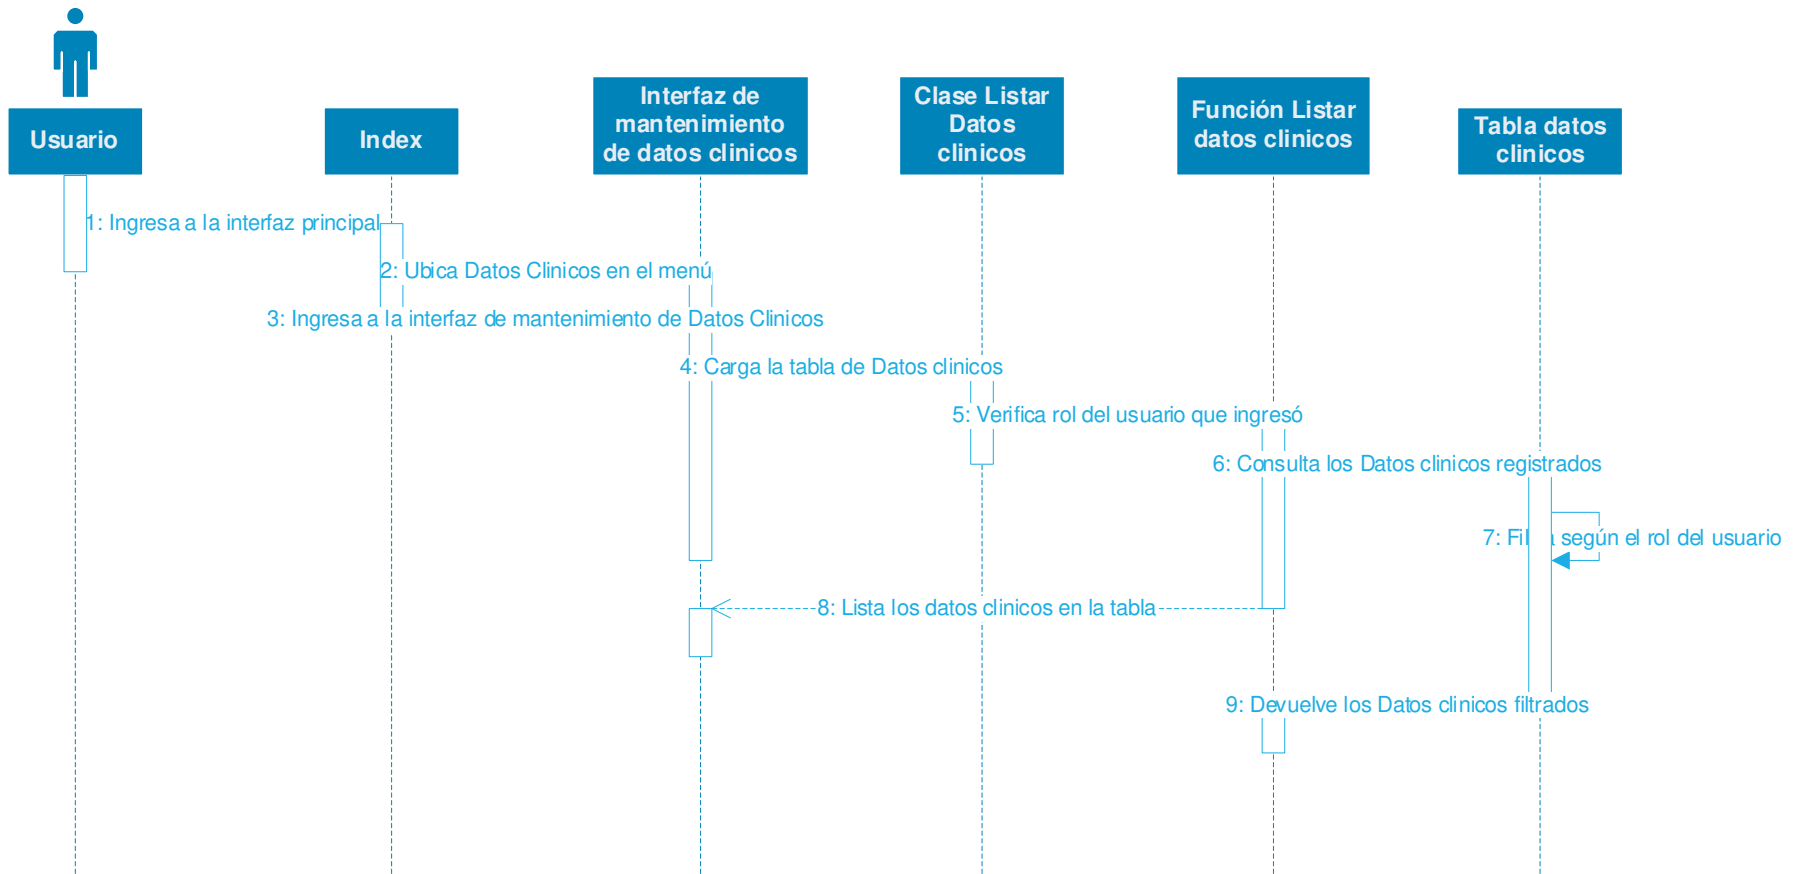 Usuario
Index
Interfaz de
mantenimiento
de datos clinicos
Clase Listar
Datos
clinicos
Función Listar
datos clinicos
Tabla datos
clinicos
1: Ingresa a la interfaz principal
2: Ubica Datos Clinicos en el menú
3: Ingresa a la interfaz de mantenimiento de Datos Clinicos
4: Carga la tabla de Datos clinicos
5: Verifica rol del usuario que ingresó
6: Consulta los Datos clinicos registrados
7: según el rol del usuario
8: Lista los datos clinicos en la tabla
9: Devuelve los Datos clinicos filtrados